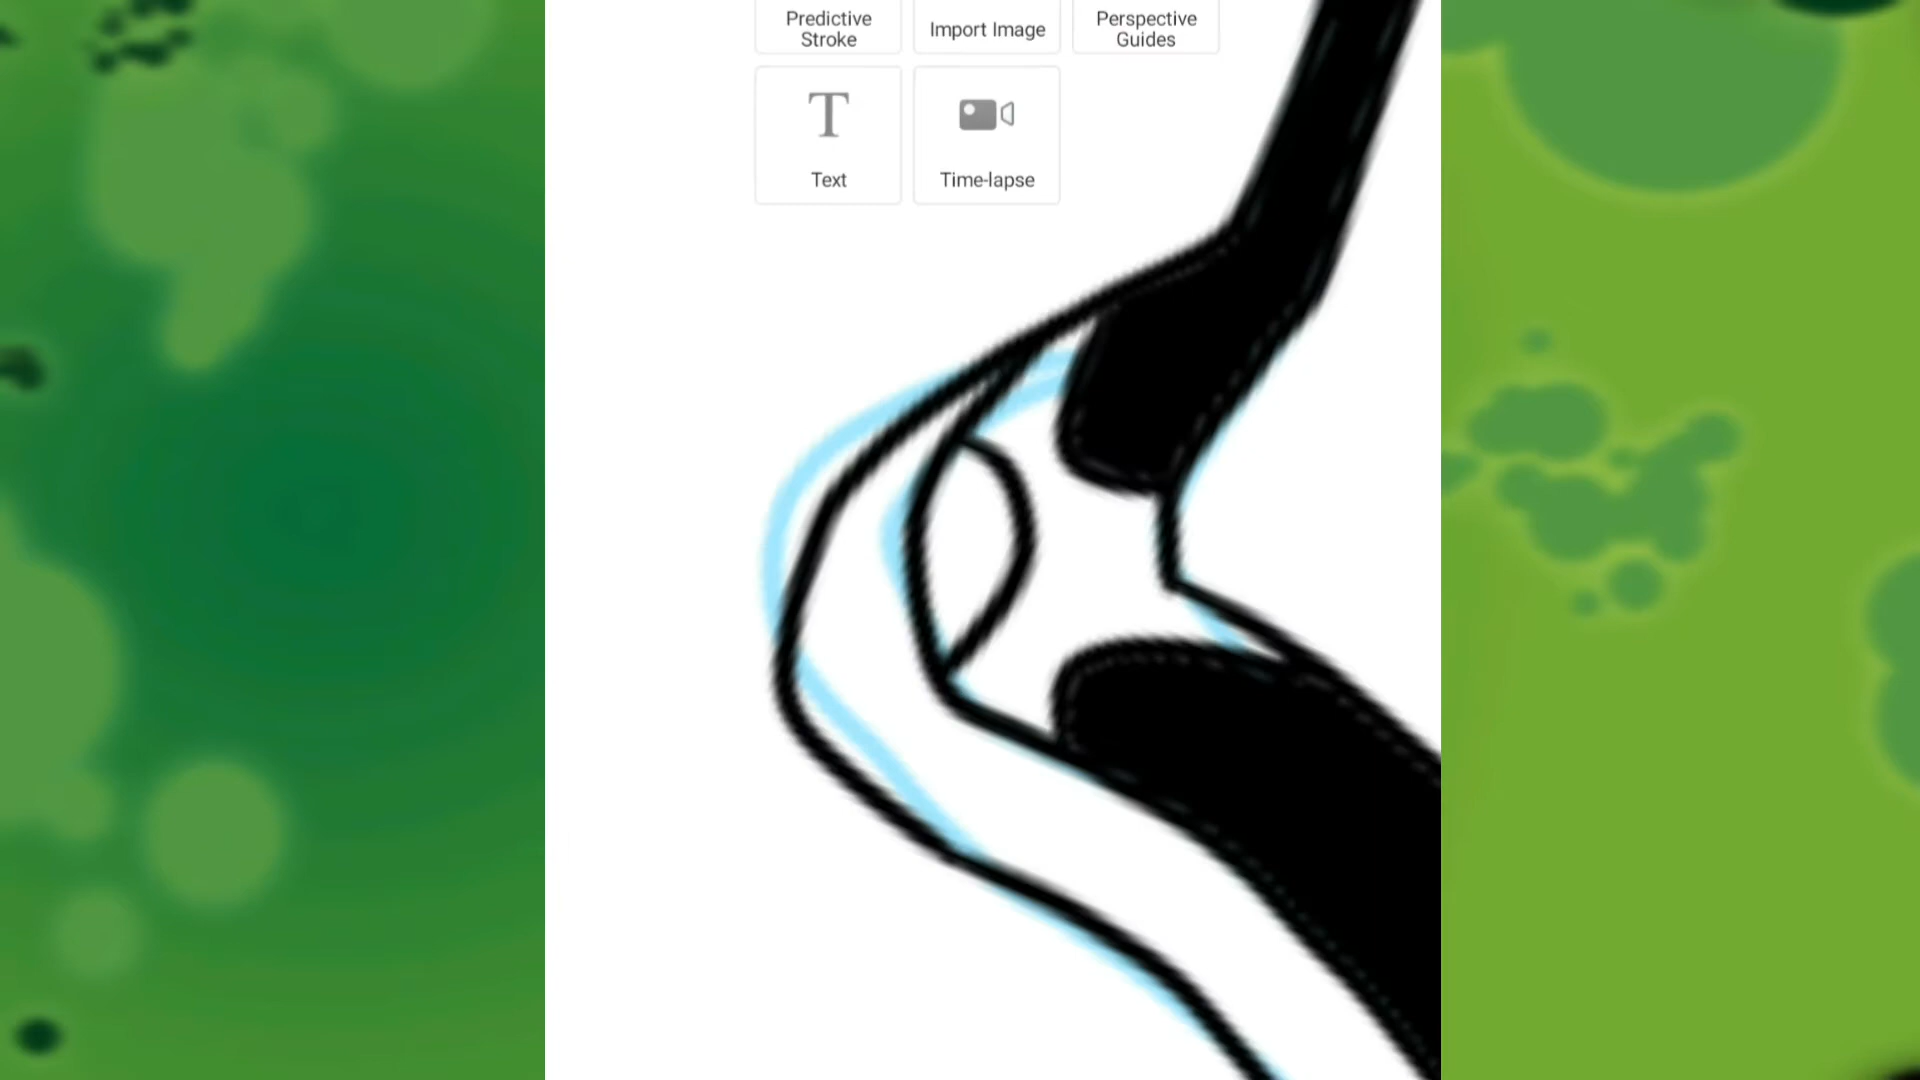 Predictive
Stroke
Import Image
Perspective
Guides
Text
Time-lapse